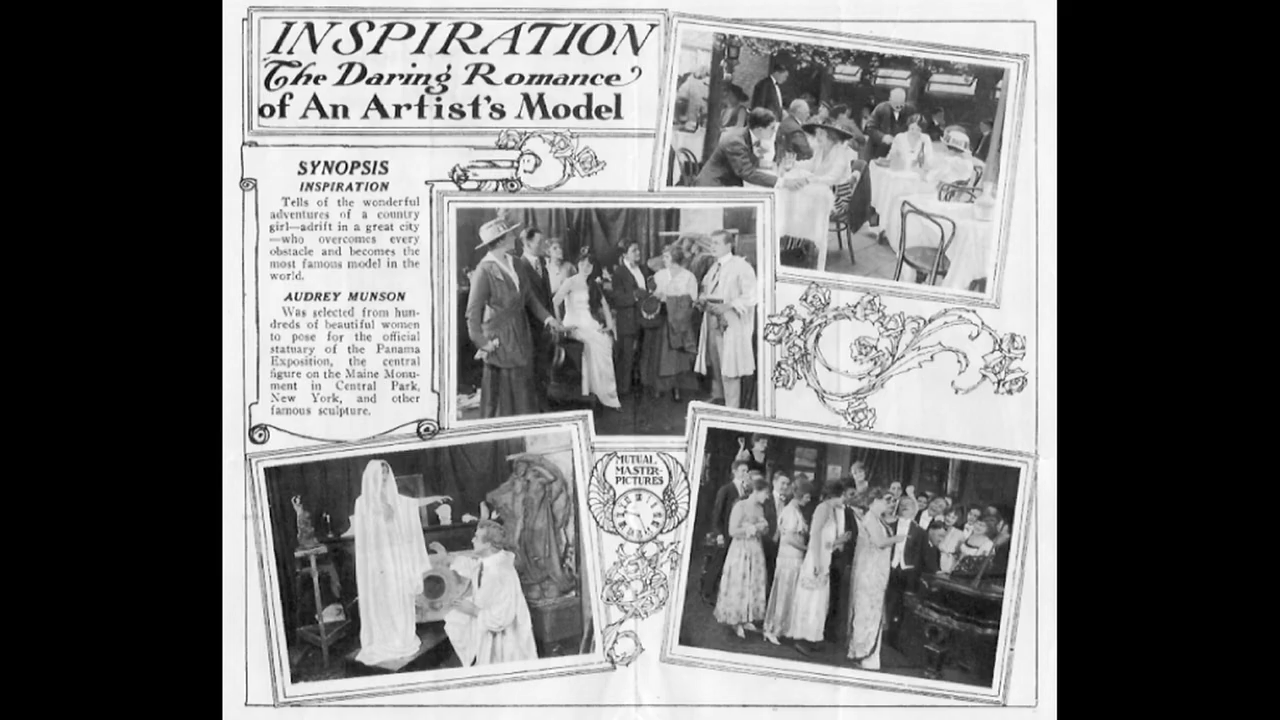 INSPIRATION
The Daring Romance
of An Artist's Model
SYNOPSIS
INSPIRATION
Tells of the wonderful
adventures of a country
girl—adrift in a great city
—who overcomes every
obstacle and becomes the
most famous model in the
world.
AUDREY MUNSON
Was selected from hun-
dreds of beautiful women
to pose for the official
statuary of the Panama
Exposition, the central
figure on the Maine Monu-
ment in Central Park,
New York, and other
famous sculpture.
MUTUAL
MASTER-
PICTURES